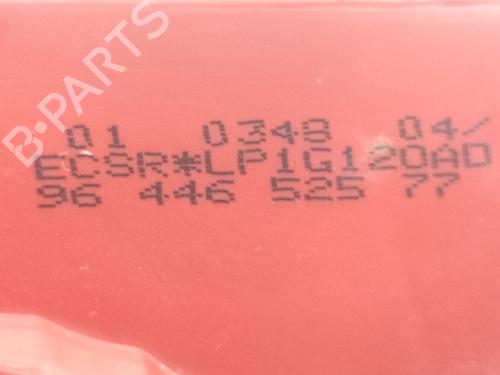 B-PARTS
01 0348 04/
ECSR*LP1G120AD
96 446 525 77